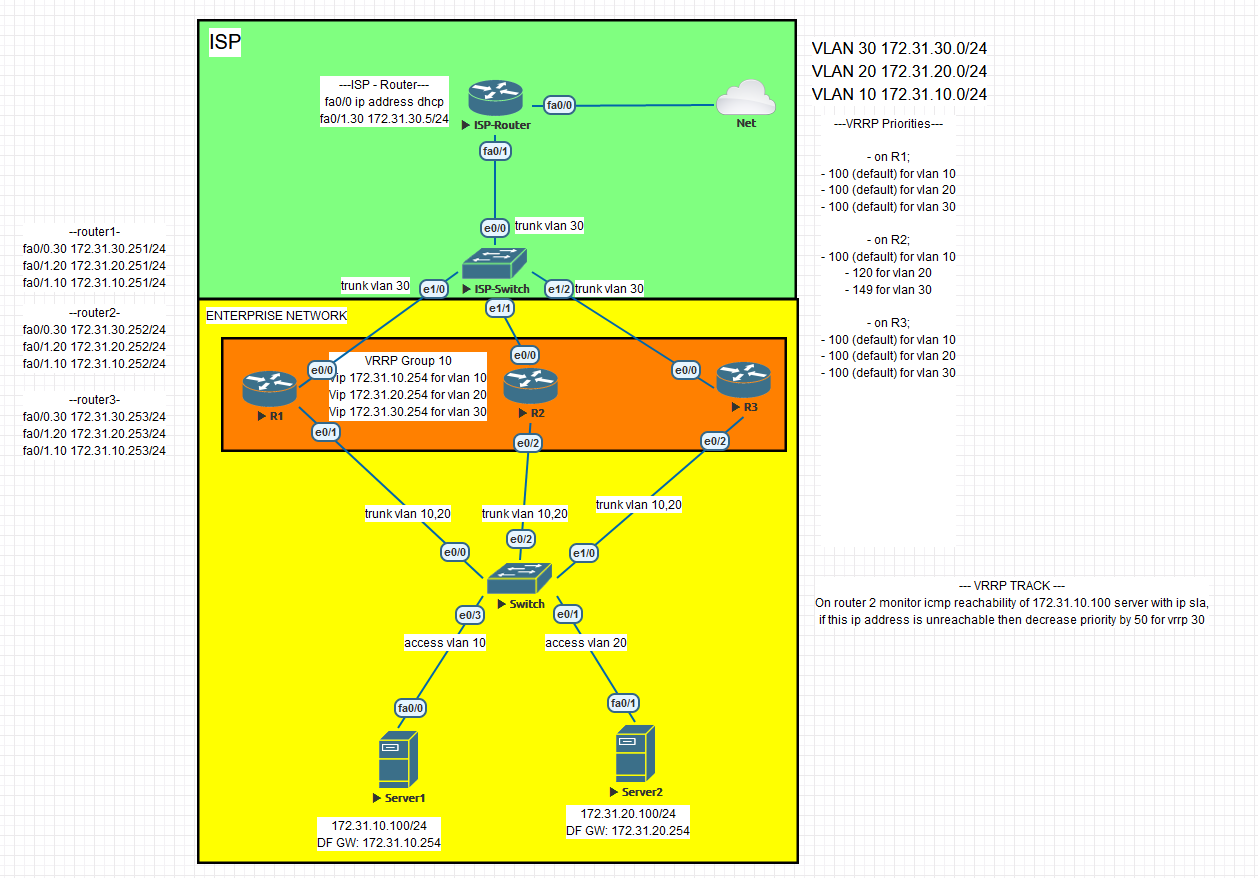 ISP
---ISP - Router---
fa0/0 ip address dhcp
fa0/1.30 172.31.30.5/24
ISP-Router
fa0/0
Net
fa0/1
e0/0
trunk vlan 30
ISP-Switch
trunk vlan 30
e1/0
e1/1
e1/2
trunk vlan 30
VLAN 30 172.31.30.0/24
VLAN 20 172.31.20.0/24
VLAN 10 172.31.10.0/24
---VRRP Priorities---
- on R1;
- 100 (default) for vlan 10
- 100 (default) for vlan 20
- 100 (default) for vlan 30
- on R2;
- 100 (default) for vlan 10
- 120 for vlan 20
- 149 for vlan 30
- on R3;
- 100 (default) for vlan 10
- 100 (default) for vlan 20
- 100 (default) for vlan 30
--router1-
fa0/0.30 172.31.30.251/24
fa0/1.20 172.31.20.251/24
fa0/1.10 172.31.10.251/24
--router2-
fa0/0.30 172.31.30.252/24
fa0/1.20 172.31.20.252/24
fa0/1.10 172.31.10.252/24
--router3-
fa0/0.30 172.31.30.253/24
fa0/1.20 172.31.20.253/24
fa0/1.10 172.31.10.253/24
ENTERPRISE NETWORK
VRRP Group 10
Vip 172.31.10.254 for vlan 10
Vip 172.31.20.254 for vlan 20
Vip 172.31.30.254 for vlan 30
e0/0
R1
e0/1
e0/0
R2
e0/2
e0/0
R3
e0/2
trunk vlan 10,20
trunk vlan 10,20
trunk vlan 10,20
e0/0
e0/2
e1/0
Switch
e0/3
e0/1
access vlan 10
access vlan 20
fa0/0
fa0/1
Server1
Server2
172.31.10.100/24
DF GW: 172.31.10.254
172.31.20.100/24
DF GW: 172.31.20.254
--- VRRP TRACK ---
On router 2 monitor icmp reachability of 172.31.10.100 server with ip sla,
if this ip address is unreachable then decrease priority by 50 for vrrp 30